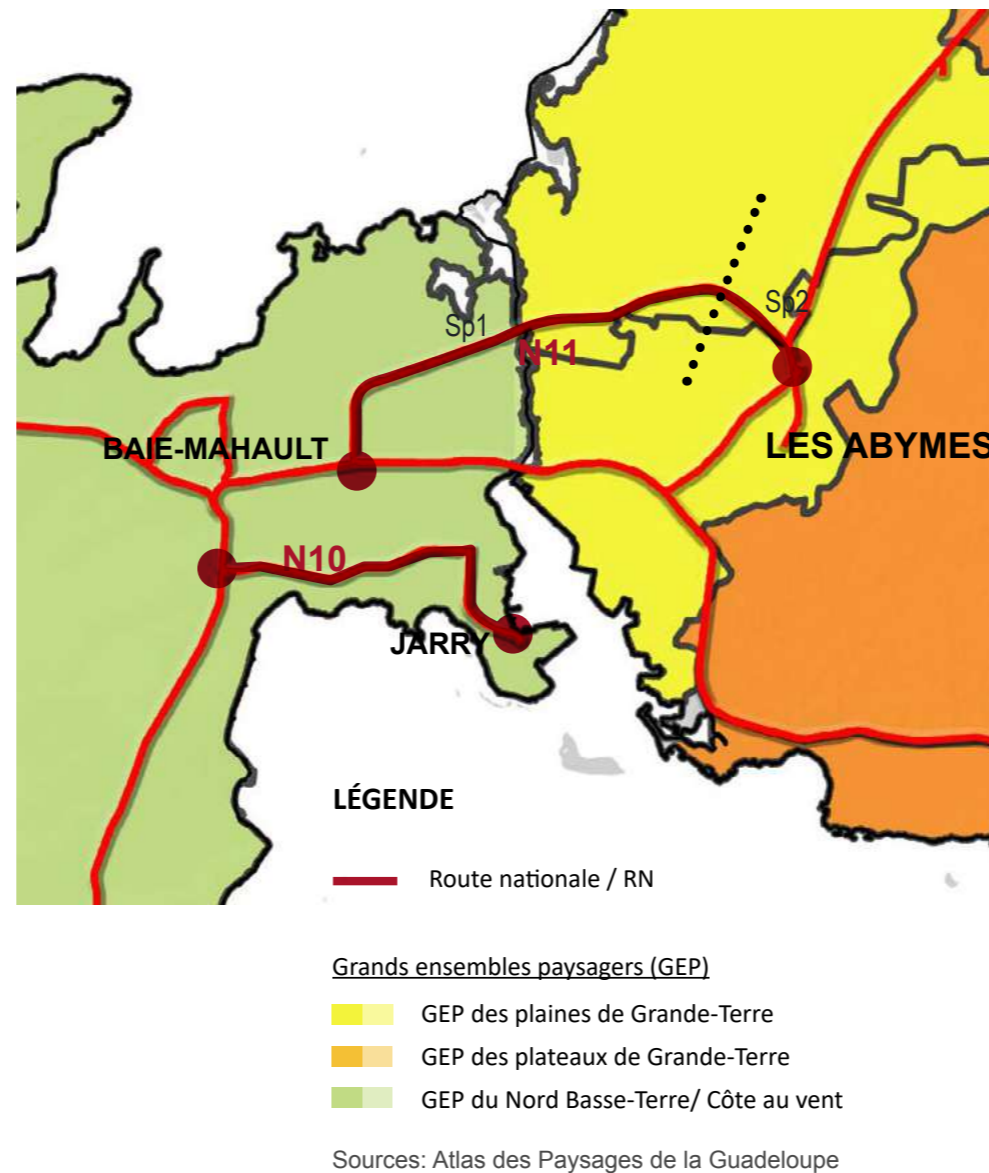 Sp2
Sp1
N11
BAIE-MAHAULT
LES ABYMES
N10
JARRY
LÉGENDE
Route nationale / RN
Grands ensembles paysagers (GEP)
GEP des plaines de Grande-Terre
GEP des plateaux de Grande-Terre
GEP du Nord Basse-Terre/ Côte au vent
Sources: Atlas des Paysages de la Guadeloupe